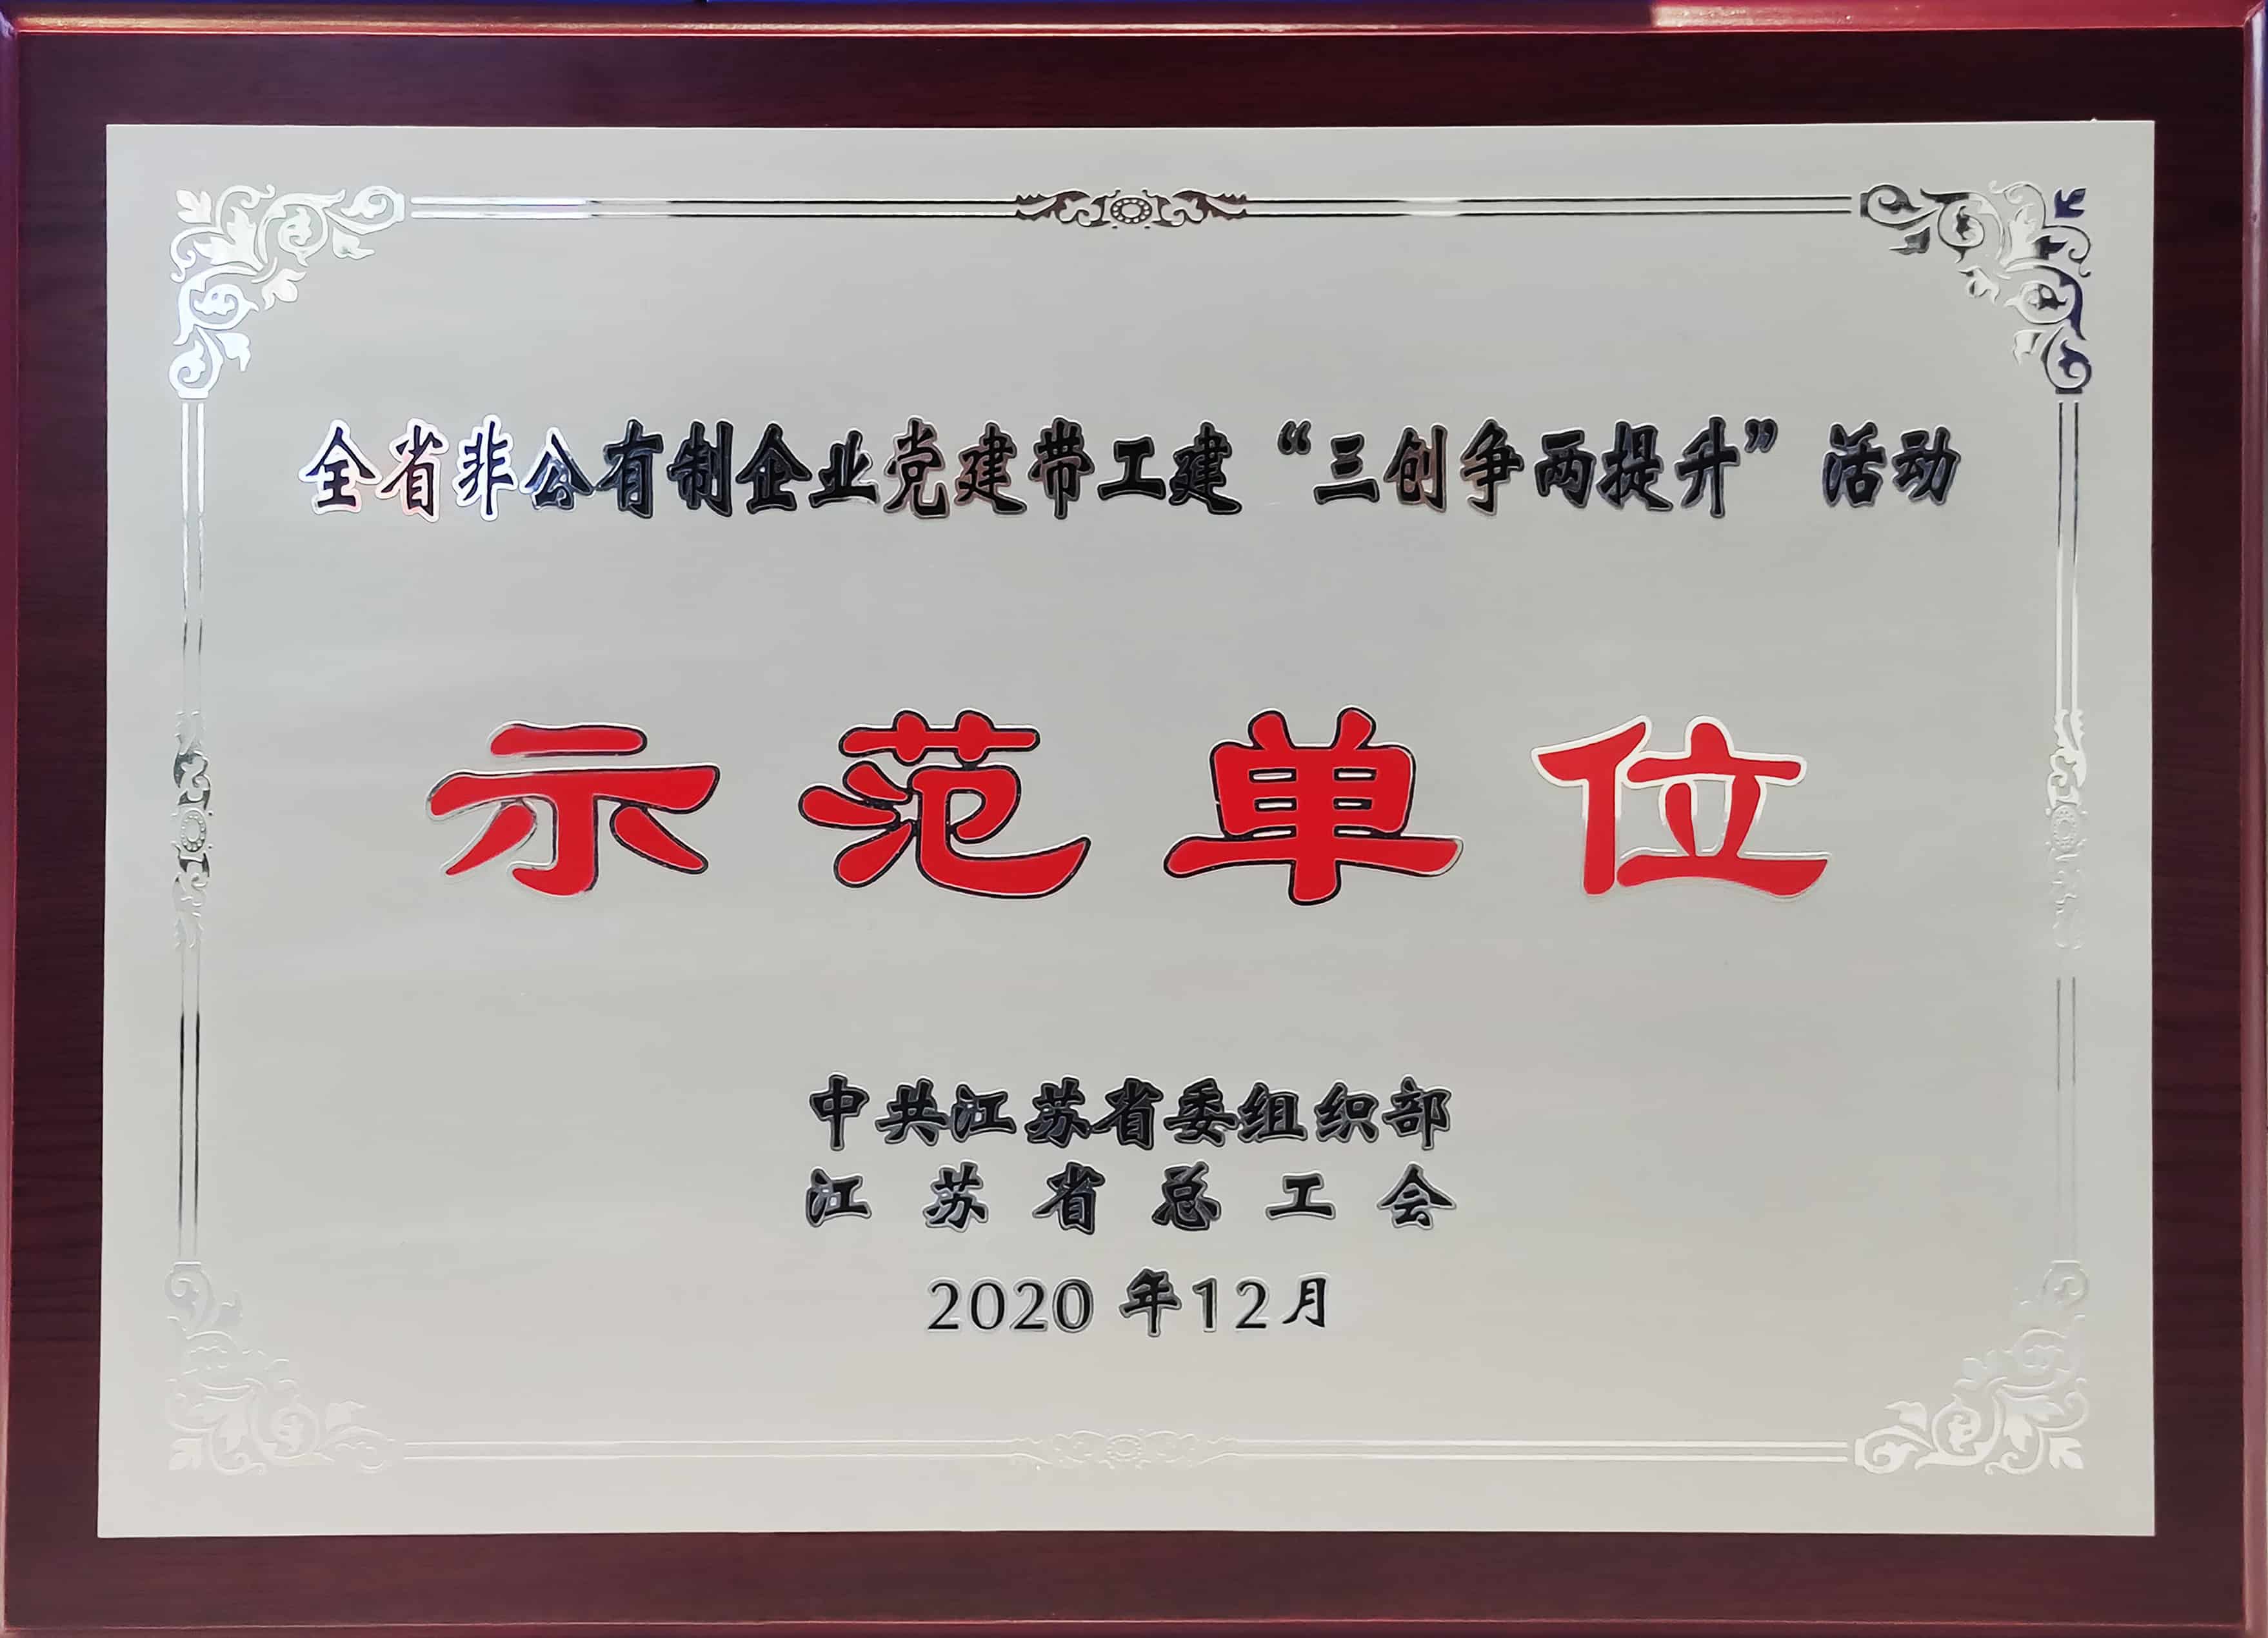 全省非公有制企业党建带工建“三创争两提升”活动
示范单位
中共江苏省委组织部
江苏省总工会
2020年12月